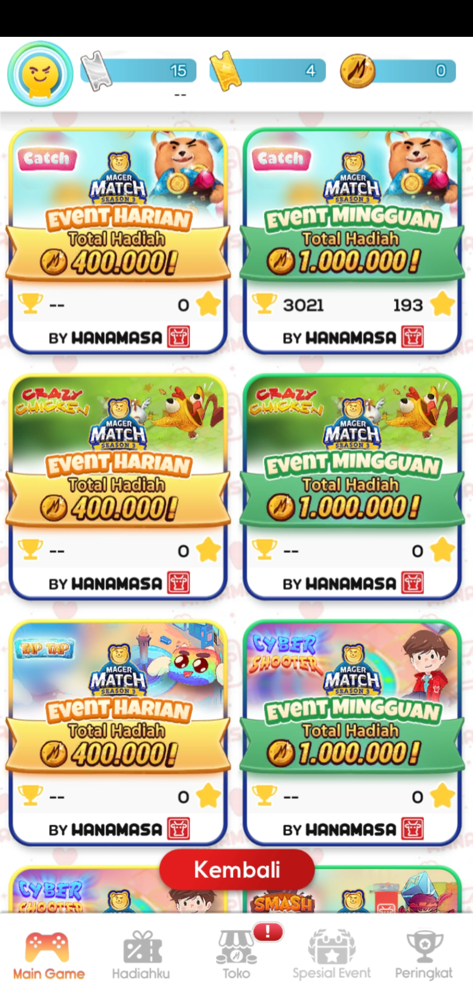 15
4
0
--
Catch
MAGER
MATCH
SEASON 3
EVENT HARIAN
Total Hadiah
400.000!
--
0
BY HANAMASA
Catch
MAGER
MATCH
SEASON 3
EVENT MINGGUAN
Total Hadiah
1.000.000!
3021
193
BY HANAMASA
CRAZY
CHICKEN
MAGER
MATCH
SEASON 3
EVENT HARIAN
Total Hadiah
400.000!
--
0
BY HANAMASA
CRAZY
CHICKEN
MAGER
MATCH
SEASON 3
EVENT MINGGUAN
Total Hadiah
1.000.000!
--
0
BY HANAMASA
TAP TAP
MAGER
MATCH
SEASON 3
EVENT HARIAN
Total Hadiah
400.000!
--
0
BY HANAMASA
CYBER
SHOOTER
MAGER
MATCH
SEASON 3
EVENT MINGGUAN
Total Hadiah
1.000.000!
--
0
BY HANAMASA
Kembali
CYBER
SHOOTER
SMASH
!
Main Game
Hadiahku
Toko
Spesial Event
Peringkat